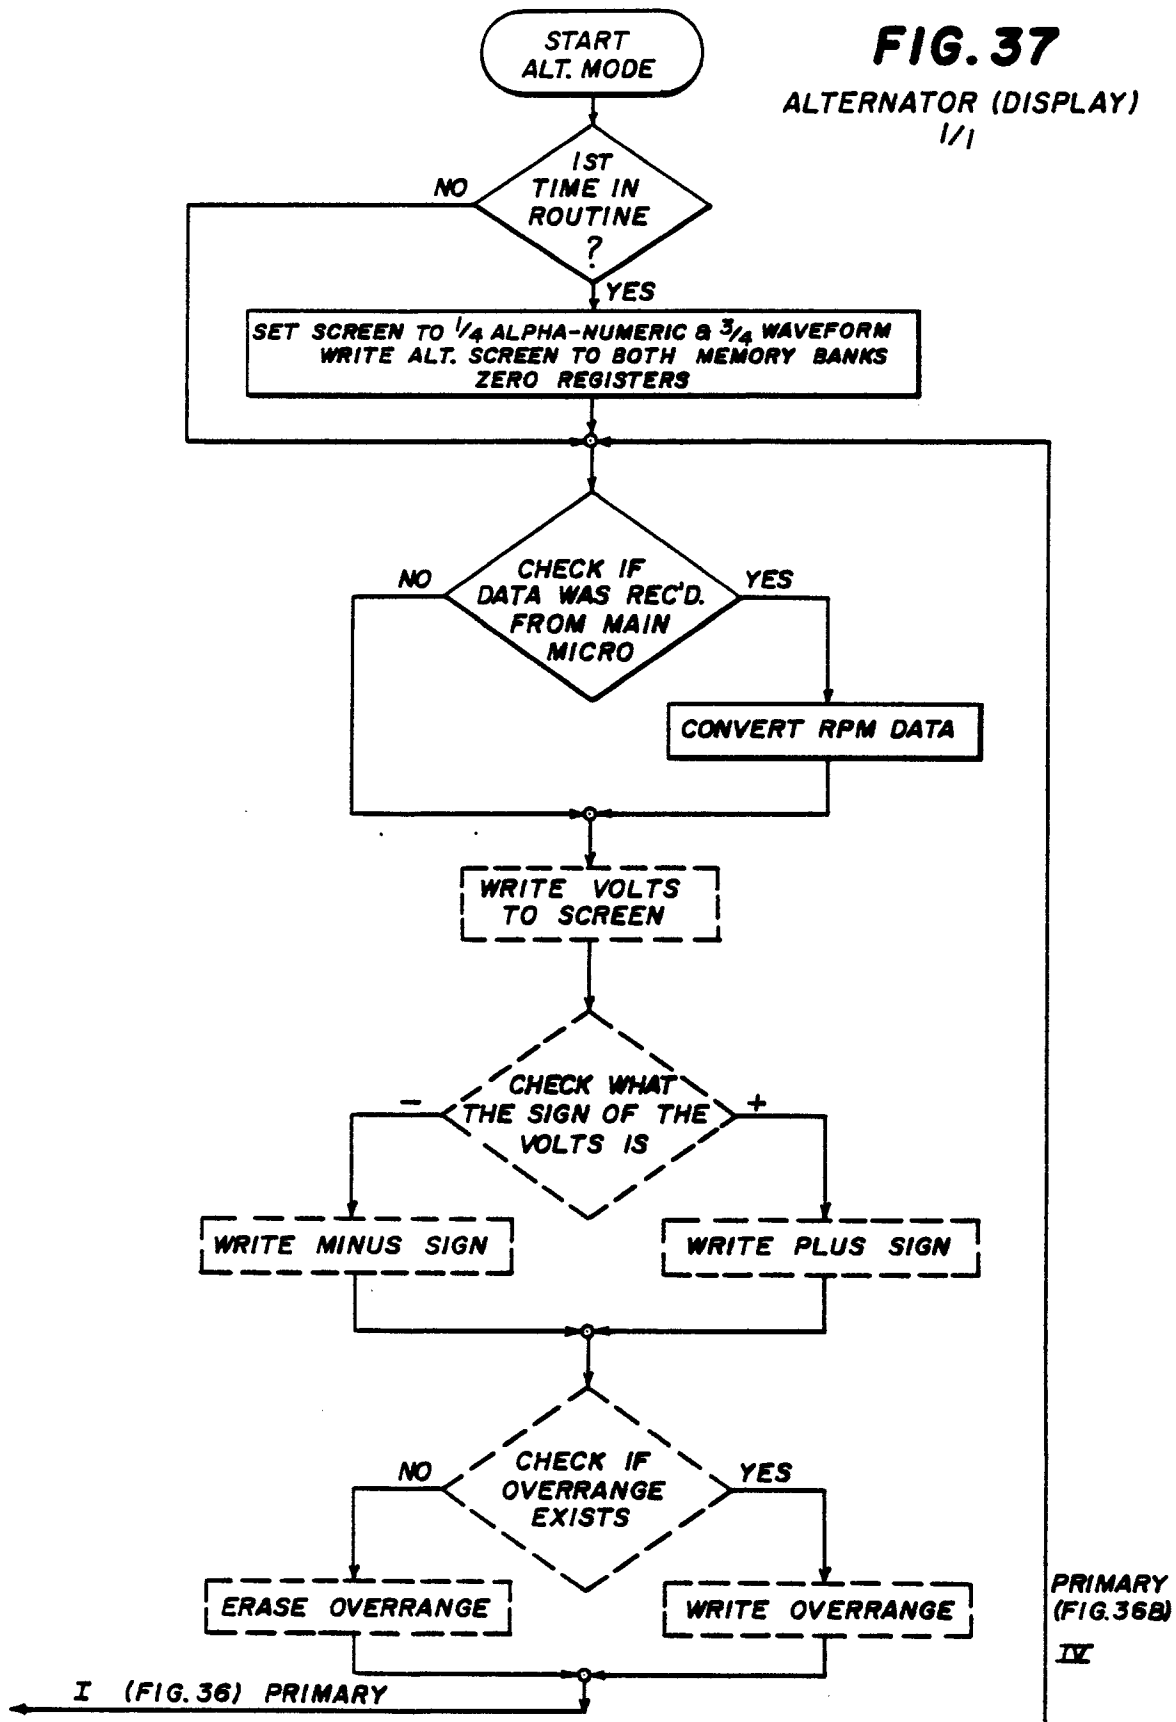 START
ALT. MODE
FIG. 37
ALTERNATOR (DISPLAY)
1/1
1ST
TIME IN
ROUTINE
?
NO
YES
SET SCREEN TO 1/4 ALPHA-NUMERIC & 3/4 WAVEFORM
WRITE ALT. SCREEN TO BOTH MEMORY BANKS
ZERO REGISTERS
CHECK IF
DATA WAS REC'D.
FROM MAIN
MICRO
NO
YES
CONVERT RPM DATA
WRITE VOLTS
TO SCREEN
CHECK WHAT
THE SIGN OF THE
VOLTS IS
-
+
WRITE MINUS SIGN
WRITE PLUS SIGN
CHECK IF
OVERRANGE
EXISTS
NO
YES
ERASE OVERRANGE
WRITE OVERRANGE
PRIMARY
(FIG. 36B)
IV
I (FIG. 36) PRIMARY